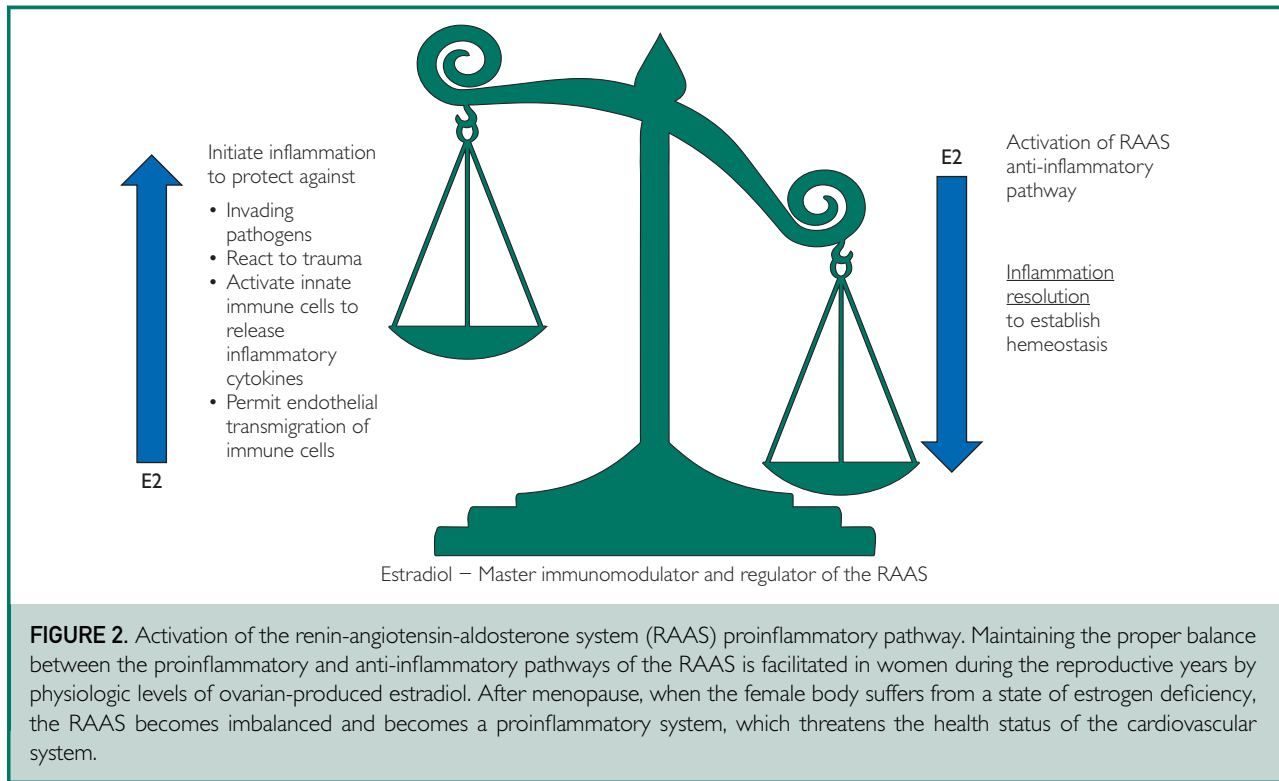 Initiate inflammation
to protect against
• Invading
pathogens
• React to trauma
• Activate innate
immune cells to
release
inflammatory
cytokines
• Permit endothelial
transmigration of
immune cells
E2
E2
Activation of RAAS
anti-inflammatory
pathway
Inflammation
resolution
to establish
hemeostasis
Estradiol – Master immunomodulator and regulator of the RAAS
FIGURE 2. Activation of the renin-angiotensin-aldosterone system (RAAS) proinflammatory pathway. Maintaining the proper balance
between the proinflammatory and anti-inflammatory pathways of the RAAS is facilitated in women during the reproductive years by
physiologic levels of ovarian-produced estradiol. After menopause, when the female body suffers from a state of estrogen deficiency,
the RAAS becomes imbalanced and becomes a proinflammatory system, which threatens the health status of the cardiovascular
system.